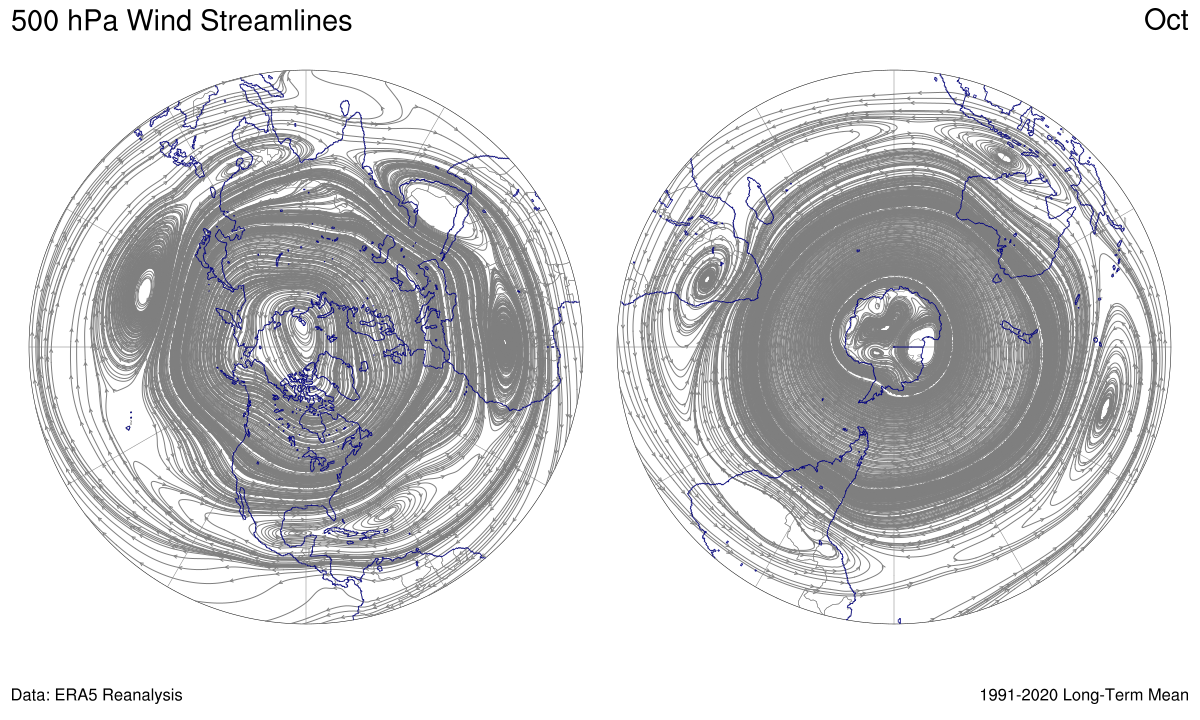 500 hPa Wind Streamlines
Oct
Data: ERA5 Reanalysis
1991-2020 Long-Term Mean